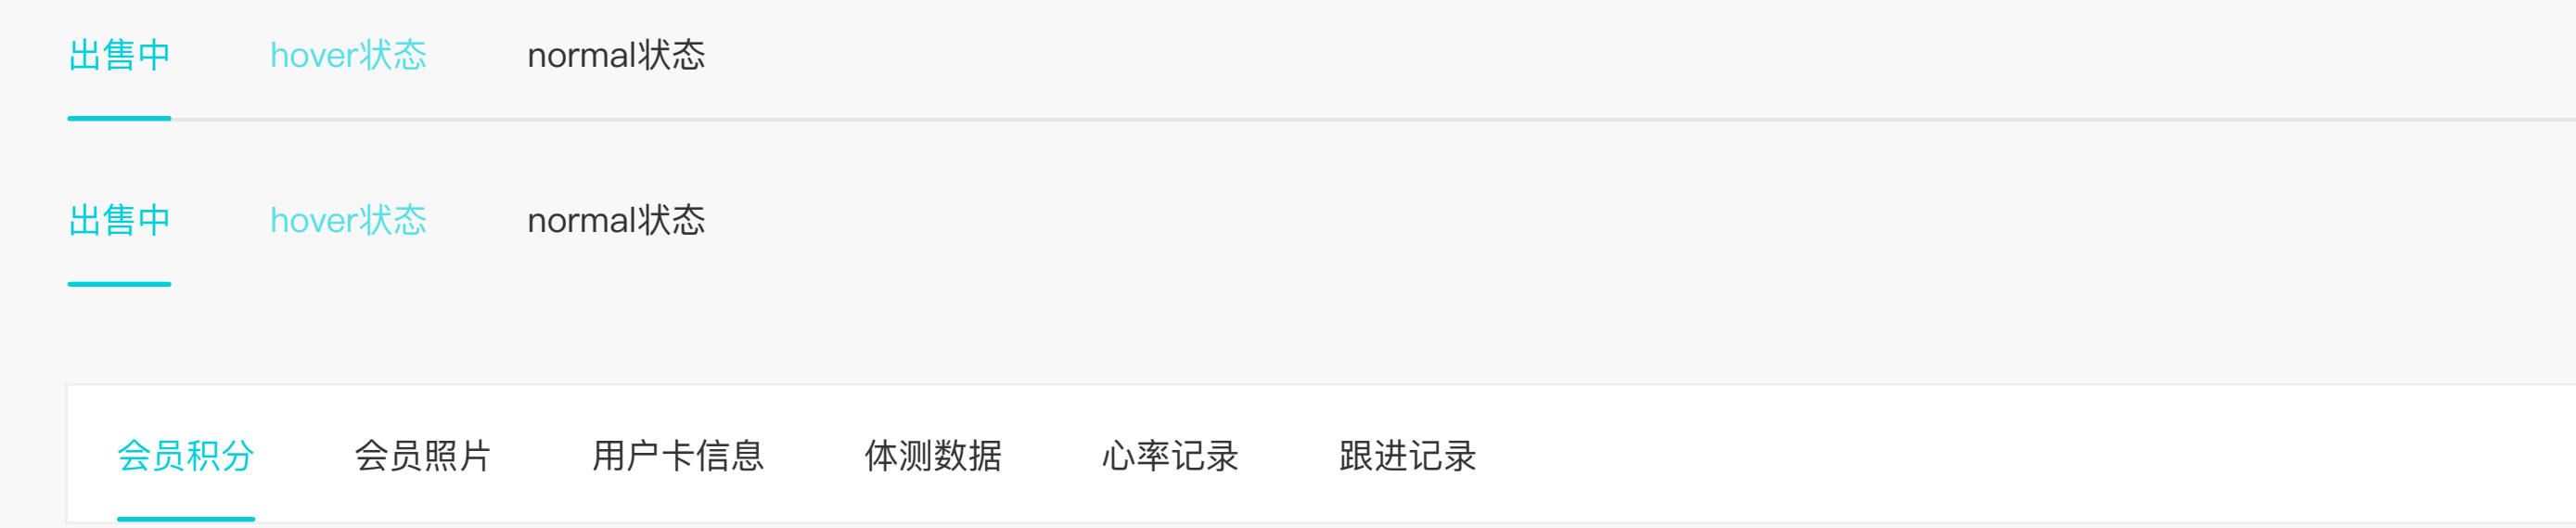 出售中 hover状态 normal状态
出售中 hover状态 normal状态
会员积分 会员照片 用户卡信息 体测数据 心率记录 跟进记录